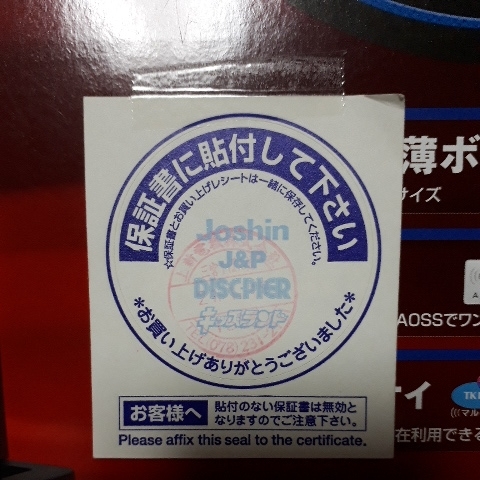 保証書に貼付して下さい
☆保証書とお買い上げレシートは一緒に保存してください。
Joshin
J&P
DISCPIER
キッズランド
*お買い上げありがとうございました*
お客様へ
貼付のない保証書は無効と
なりますのでご注意下さい。
Please affix this seal to the certificate.
薄ボ
サイズ
AOSSでワン
イ
在利用できる